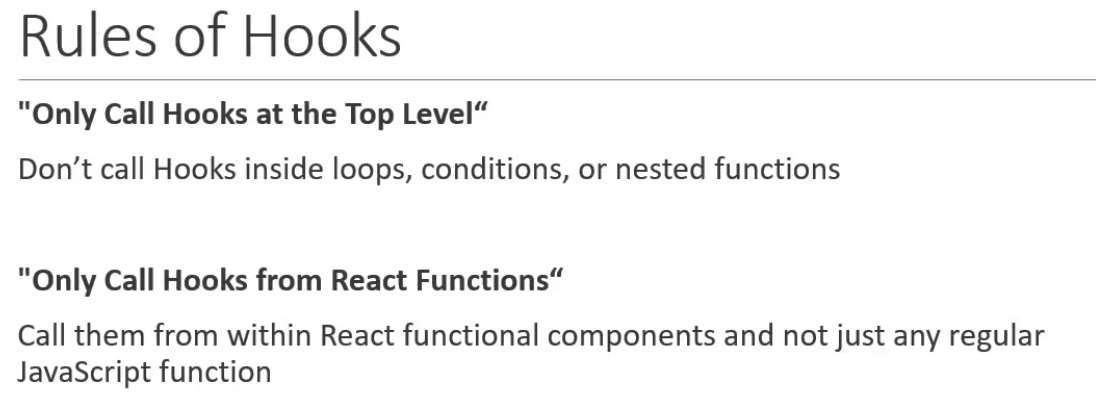 Rules of Hooks
"Only Call Hooks at the Top Level“
Don’t call Hooks inside loops, conditions, or nested functions
"Only Call Hooks from React Functions“
Call them from within React functional components and not just any regular
JavaScript function